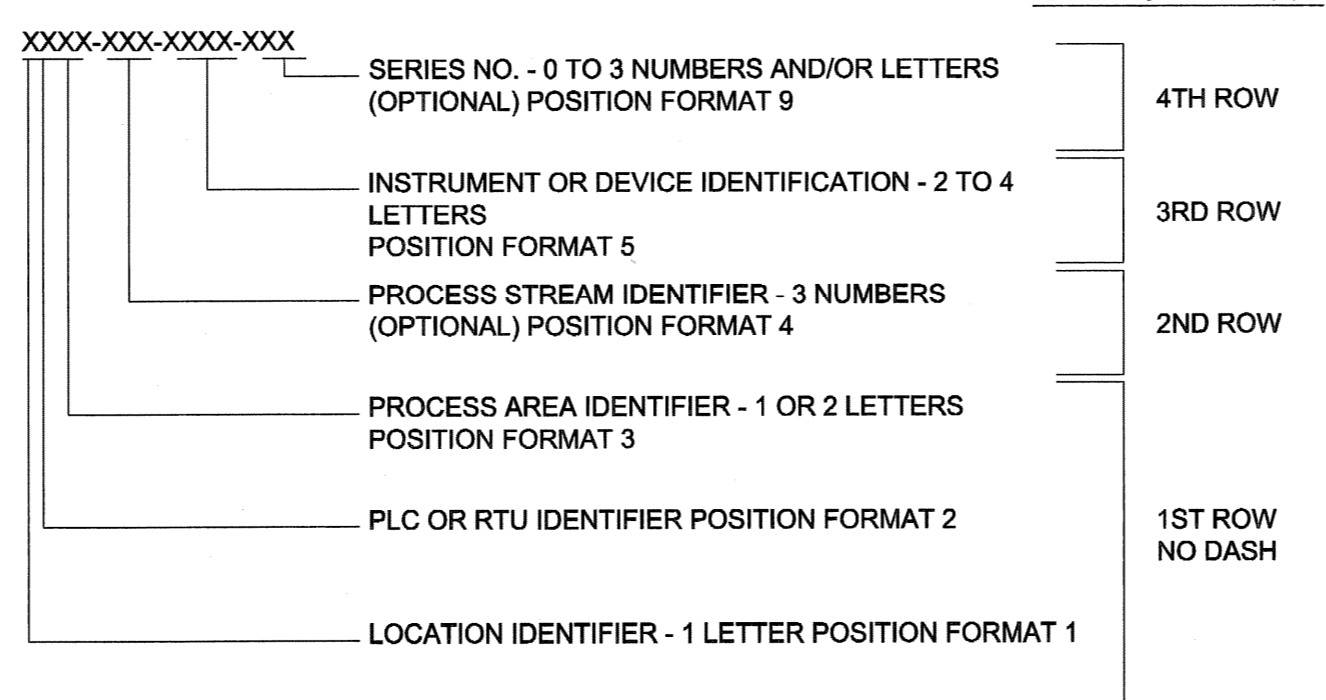 XXXX-XXX-XXXX-XXX
SERIES NO. - 0 TO 3 NUMBERS AND/OR LETTERS
(OPTIONAL) POSITION FORMAT 9
4TH ROW
INSTRUMENT OR DEVICE IDENTIFICATION - 2 TO 4
LETTERS
POSITION FORMAT 5
3RD ROW
PROCESS STREAM IDENTIFIER - 3 NUMBERS
(OPTIONAL) POSITION FORMAT 4
2ND ROW
PROCESS AREA IDENTIFIER - 1 OR 2 LETTERS
POSITION FORMAT 3
PLC OR RTU IDENTIFIER POSITION FORMAT 2
1ST ROW
NO DASH
LOCATION IDENTIFIER - 1 LETTER POSITION FORMAT 1